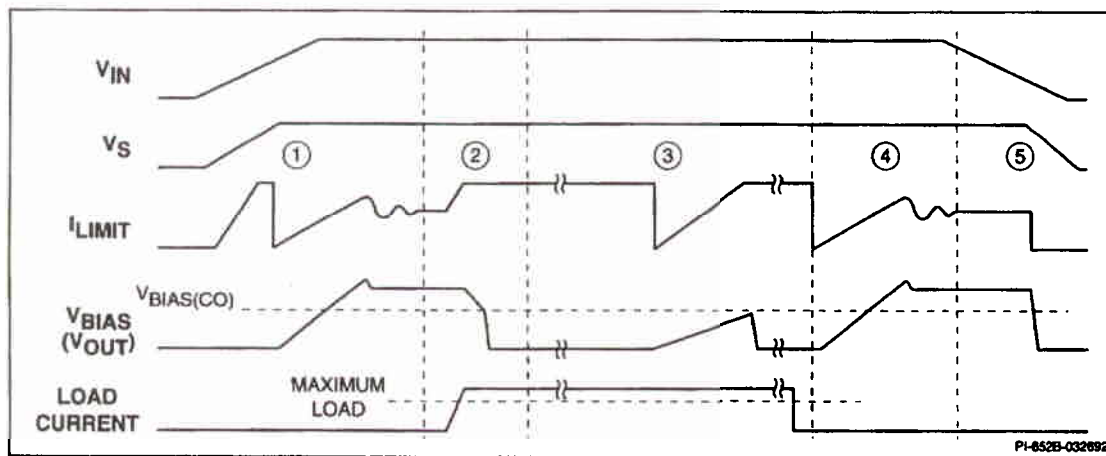 VIN
VS
① ② ③ ④ ⑤
ILIMIT
VBIAS(CO)
VBIAS
(VOUT)
MAXIMUM
LOAD
LOAD
CURRENT
PI-652B-032692